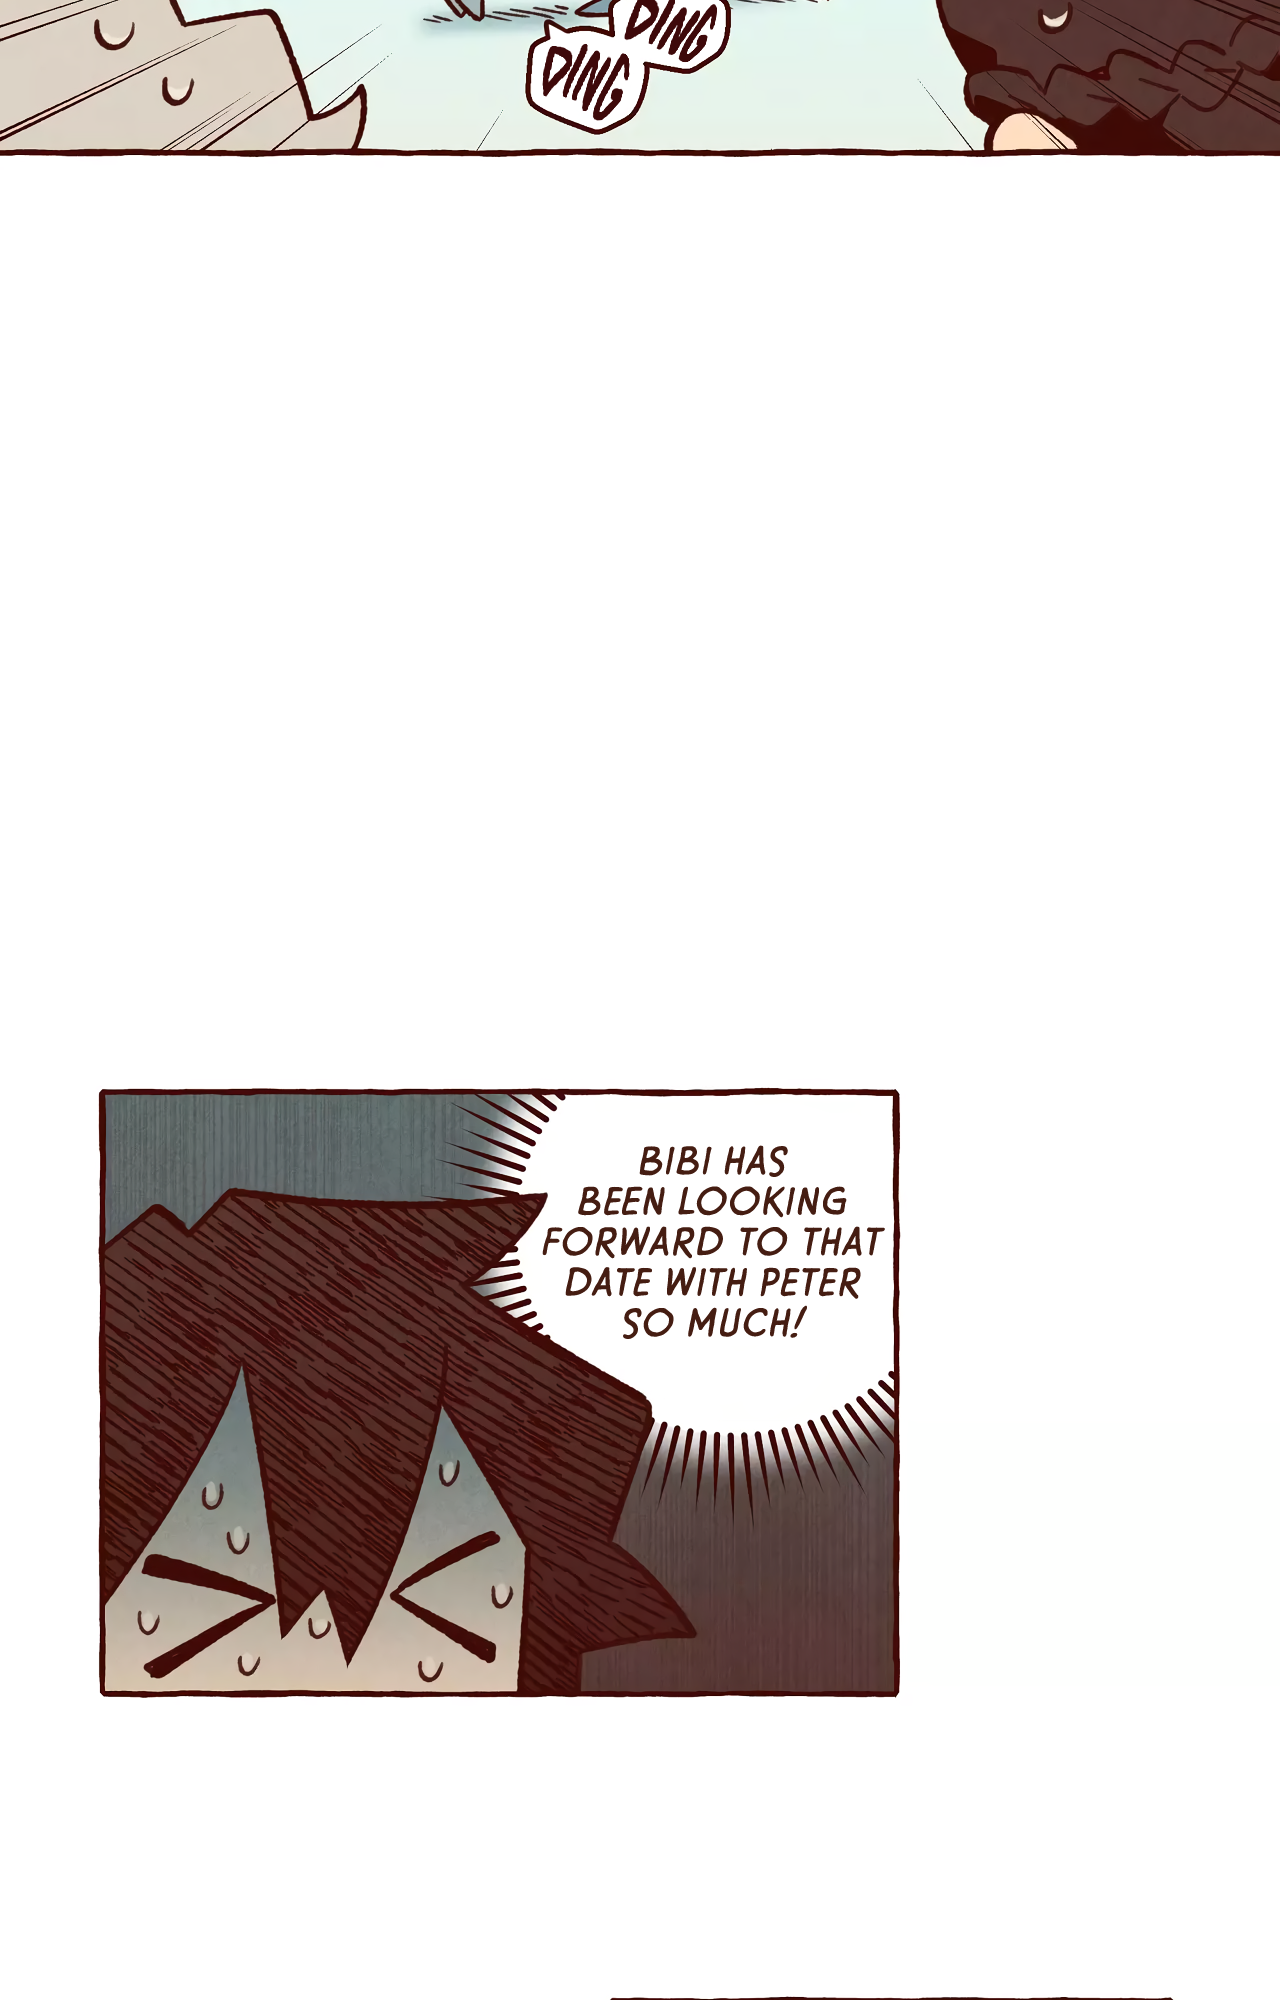 DING
DING
BIBI HAS
BEEN LOOKING
FORWARD TO THAT
DATE WITH PETER
SO MUCH!